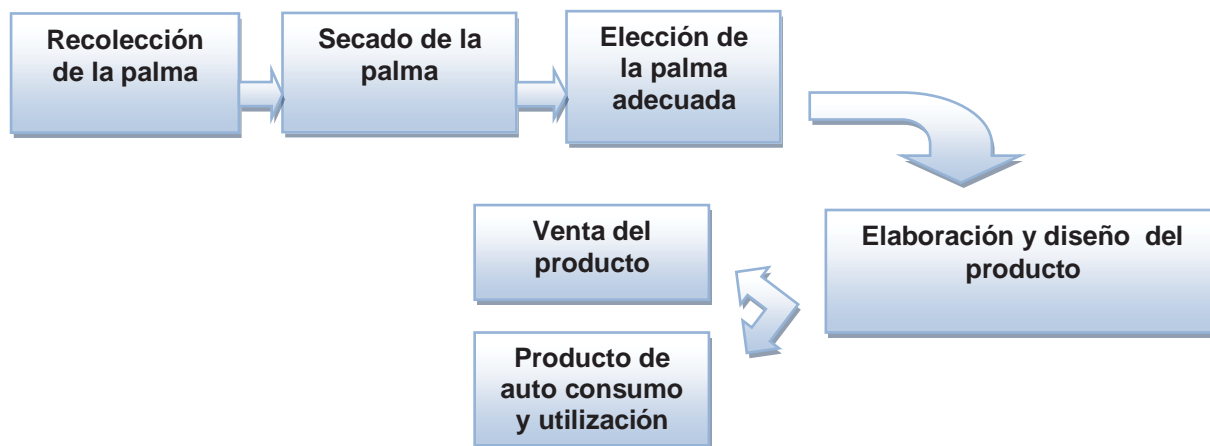 Recolección
de la palma
Secado de la
palma
Elección de
la palma
adecuada
Elaboración y diseño  del
producto
Venta del
producto
Producto de
auto consumo
y utilización